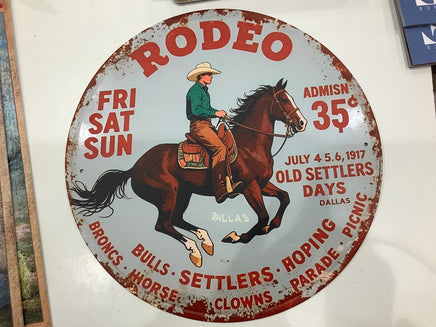 RODEO
FRI
SAT
SUN
ADMISN
35¢
JULY 4 5.6, 1917
OLD SETTLERS
DAYS
DALLAS
DALLAS
BULLS · SETTLERS · ROPING
BRONCS HORSE CLOWNS PARADE · PICNIC